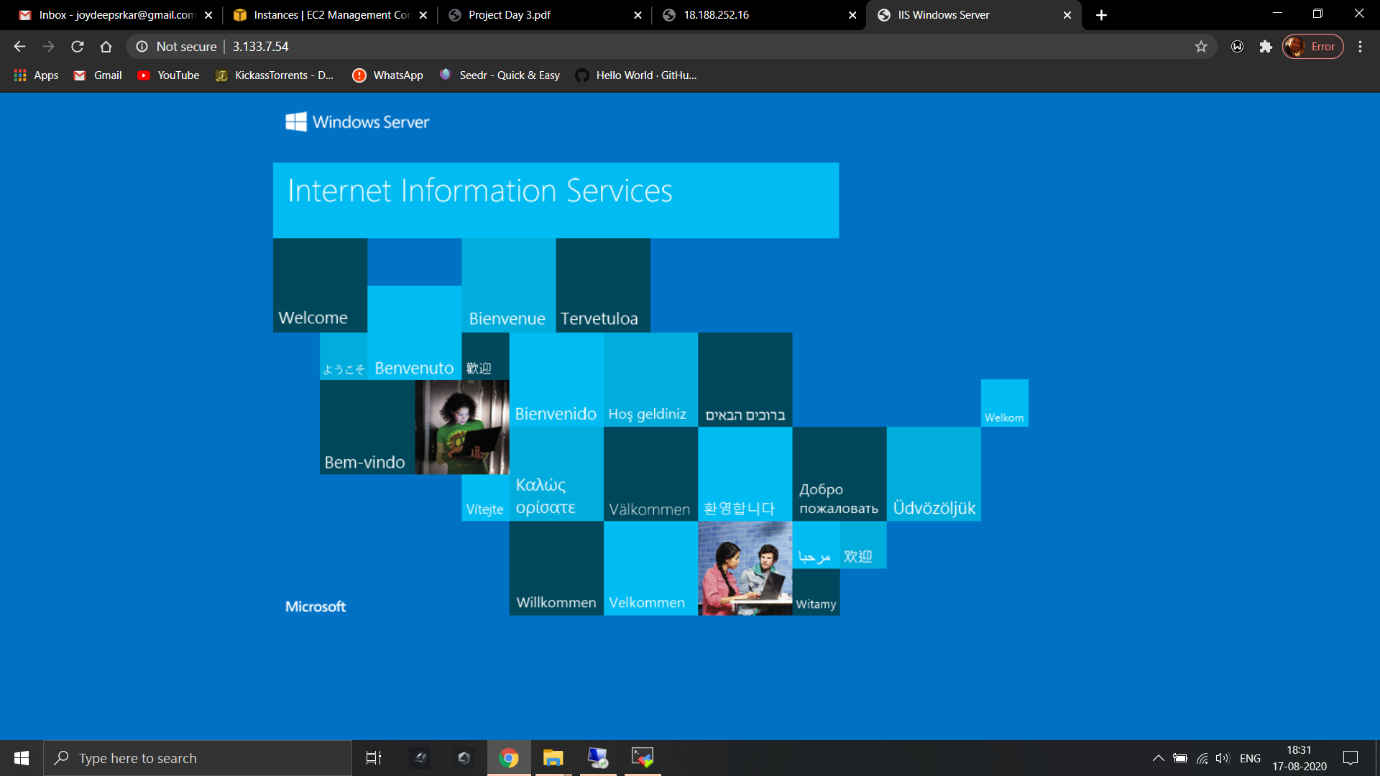 Inbox - joydeepsrkar@gmail.com
Instances | EC2 Management Con
Project Day 3.pdf
18.188.252.16
IIS Windows Server
Not secure | 3.133.7.54
Error
Apps
Gmail
YouTube
KickassTorrents - D...
WhatsApp
Seedr - Quick & Easy
Hello World · GitHu...
Windows Server
Internet Information Services
Welcome
Bienvenue
Tervetuloa
ようこそ
Benvenuto
歡迎
Bienvenido
Hoş geldiniz
ברוכים הבאים
Welkom
Bem-vindo
Vítejte
Καλώς
ορίσατε
Välkommen
환영합니다
Добро
пожаловать
Üdvözöljük
مرحبا
欢迎
Willkommen
Velkommen
Witamy
Microsoft
Type here to search
ENG
18:31
17-08-2020